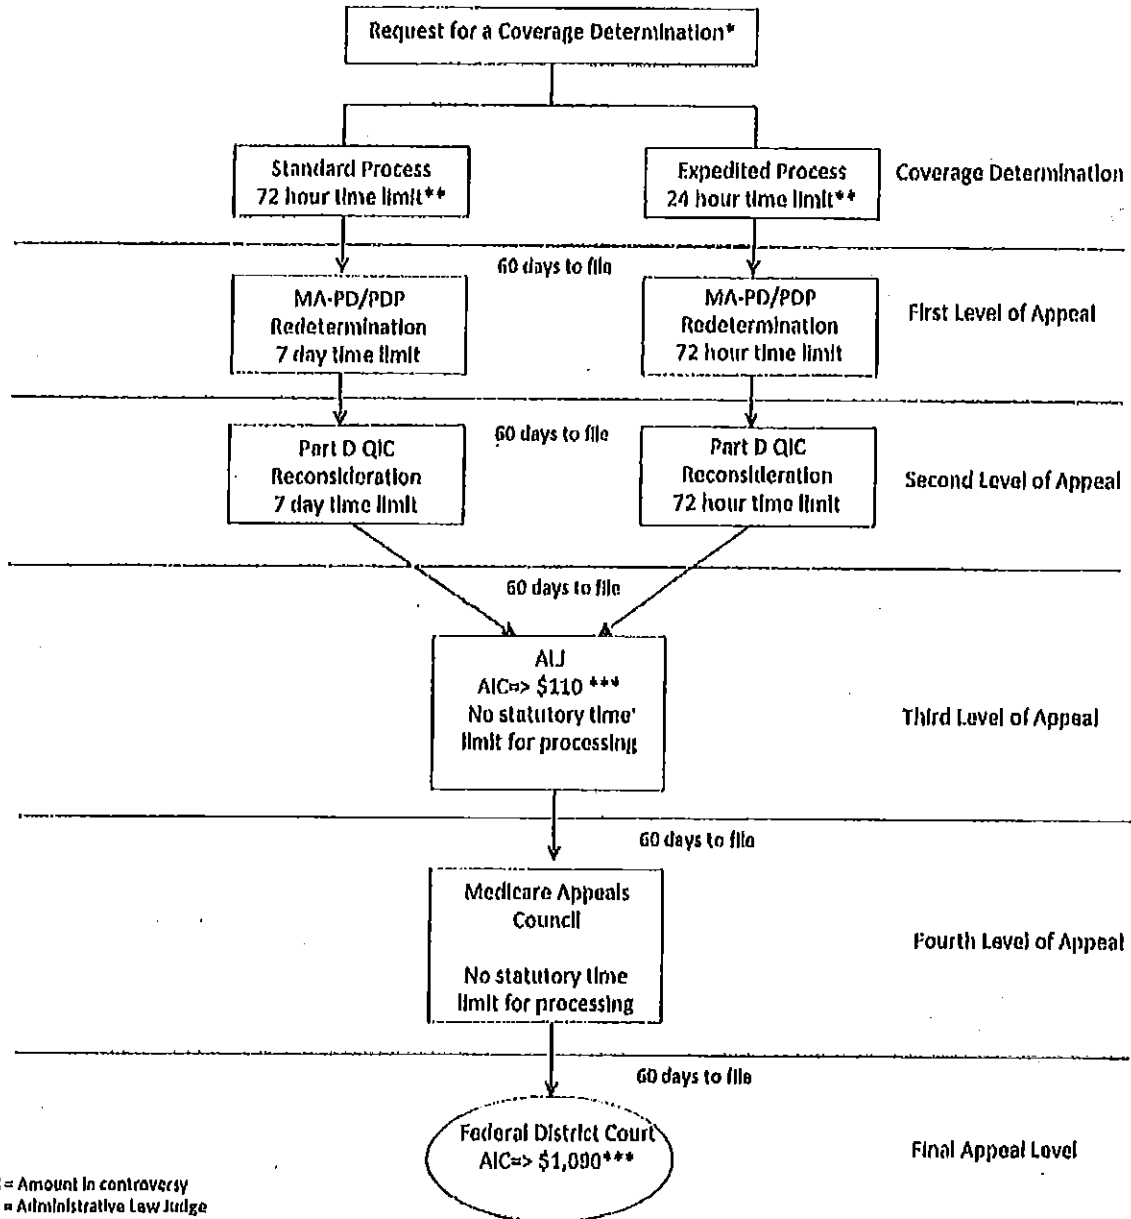 Request for a Coverage Determination*
Standard Process
72 hour time limit**
Expedited Process
24 hour time limit**
Coverage Determination
60 days to file
MA-PD/PDP
Redetermination
7 day time limit
MA-PD/PDP
Redetermination
72 hour time limit
First Level of Appeal
60 days to file
Part D QIC
Reconsideration
7 day time limit
Part D QIC
Reconsideration
72 hour time limit
Second Level of Appeal
60 days to file
ALJ
AIC=> $110 ***
No statutory time
limit for processing
Third Level of Appeal
60 days to file
Medicare Appeals
Council
No statutory time
limit for processing
Fourth Level of Appeal
60 days to file
Federal District Court
AIC=> $1,090***
Final Appeal Level
= Amount in controversy
= Administrative Law Judge